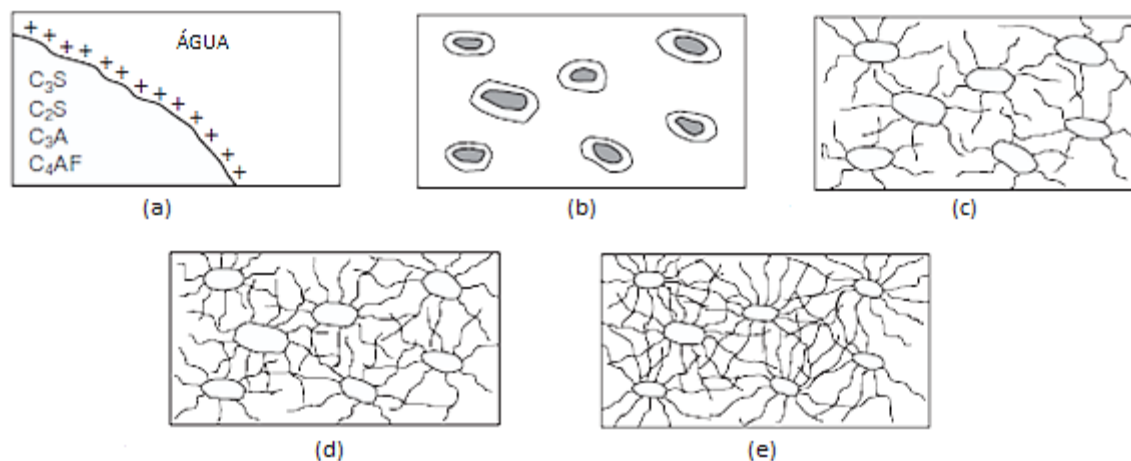 + + + + + + + + + + + + + + + +
ÁGUA
C₃S
C₂S
C₃A
C₄AF
(a)
(b)
(c)
(d)
(e)